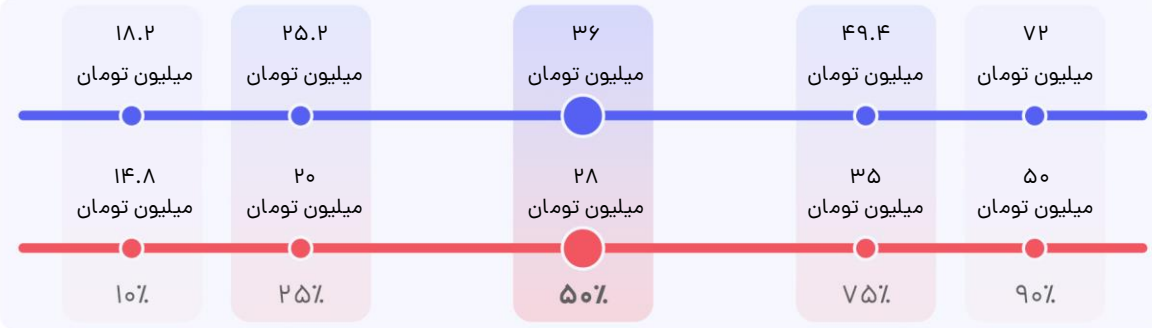 ۱۸.۲ ۲۵.۲ ۳۶ ۴۹.۴ ۷۲
میلیون تومان میلیون تومان میلیون تومان میلیون تومان میلیون تومان
۱۴.۸ ۲۰ ۲۸ ۳۵ ۵۰
میلیون تومان میلیون تومان میلیون تومان میلیون تومان میلیون تومان
۱۰٪ ۲۵٪ ۵۰٪ ۷۵٪ ۹۰٪